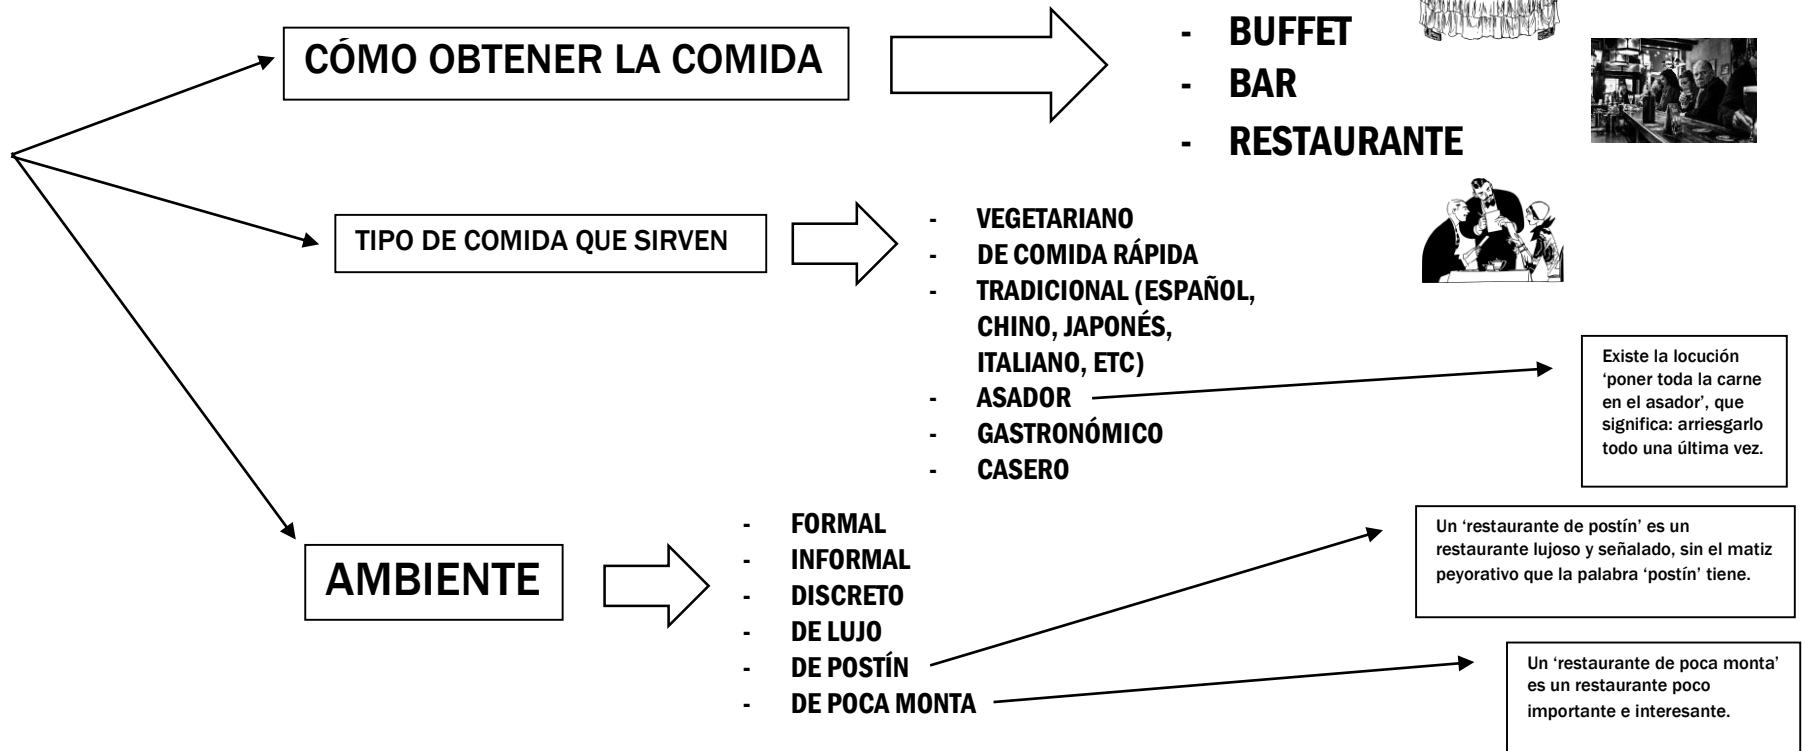 CÓMO OBTENER LA COMIDA
- BUFFET
- BAR
- RESTAURANTE
TIPO DE COMIDA QUE SIRVEN
- VEGETARIANO
- DE COMIDA RÁPIDA
- TRADICIONAL (ESPAÑOL,
CHINO, JAPONÉS,
ITALIANO, ETC)
- ASADOR
- GASTRONÓMICO
- CASERO
Existe la locución
‘poner toda la carne
en el asador’, que
significa: arriesgarlo
todo una última vez.
AMBIENTE
- FORMAL
- INFORMAL
- DISCRETO
- DE LUJO
- DE POSTÍN
- DE POCA MONTA
Un ‘restaurante de postín’ es un
restaurante lujoso y señalado, sin el matiz
peyorativo que la palabra ‘postín’ tiene.
Un ‘restaurante de poca monta’
es un restaurante poco
importante e interesante.